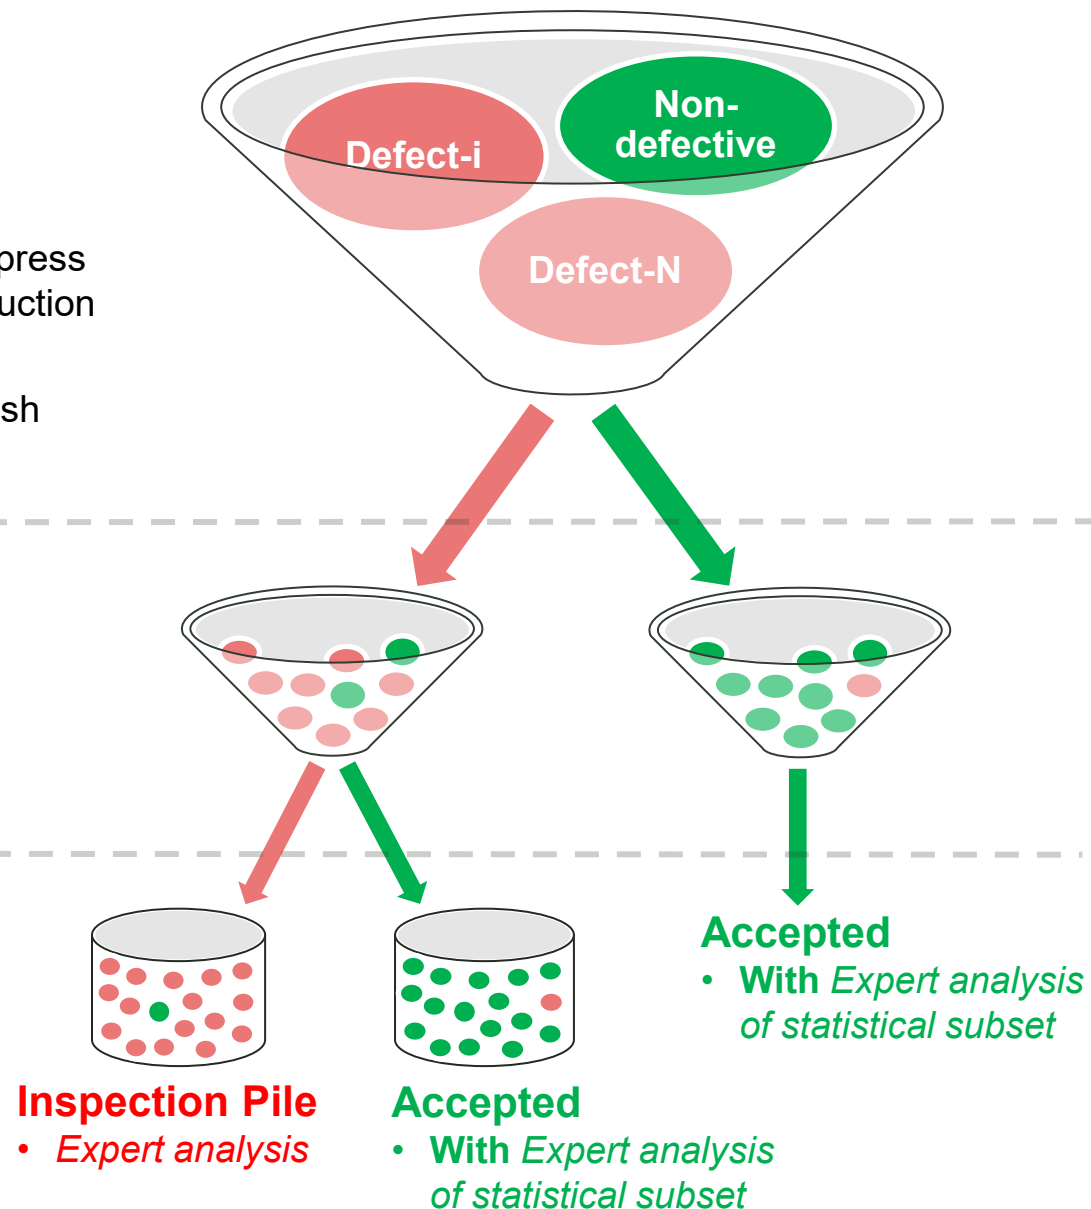 Non-
defective
Defect-i
Defect-N
press
uction
sh
Accepted
• With Expert analysis
of statistical subset
Inspection Pile
• Expert analysis
Accepted
• With Expert analysis
of statistical subset